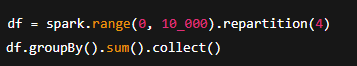 df = spark.range(0, 10_000).repartition(4)
df.groupBy().sum().collect()